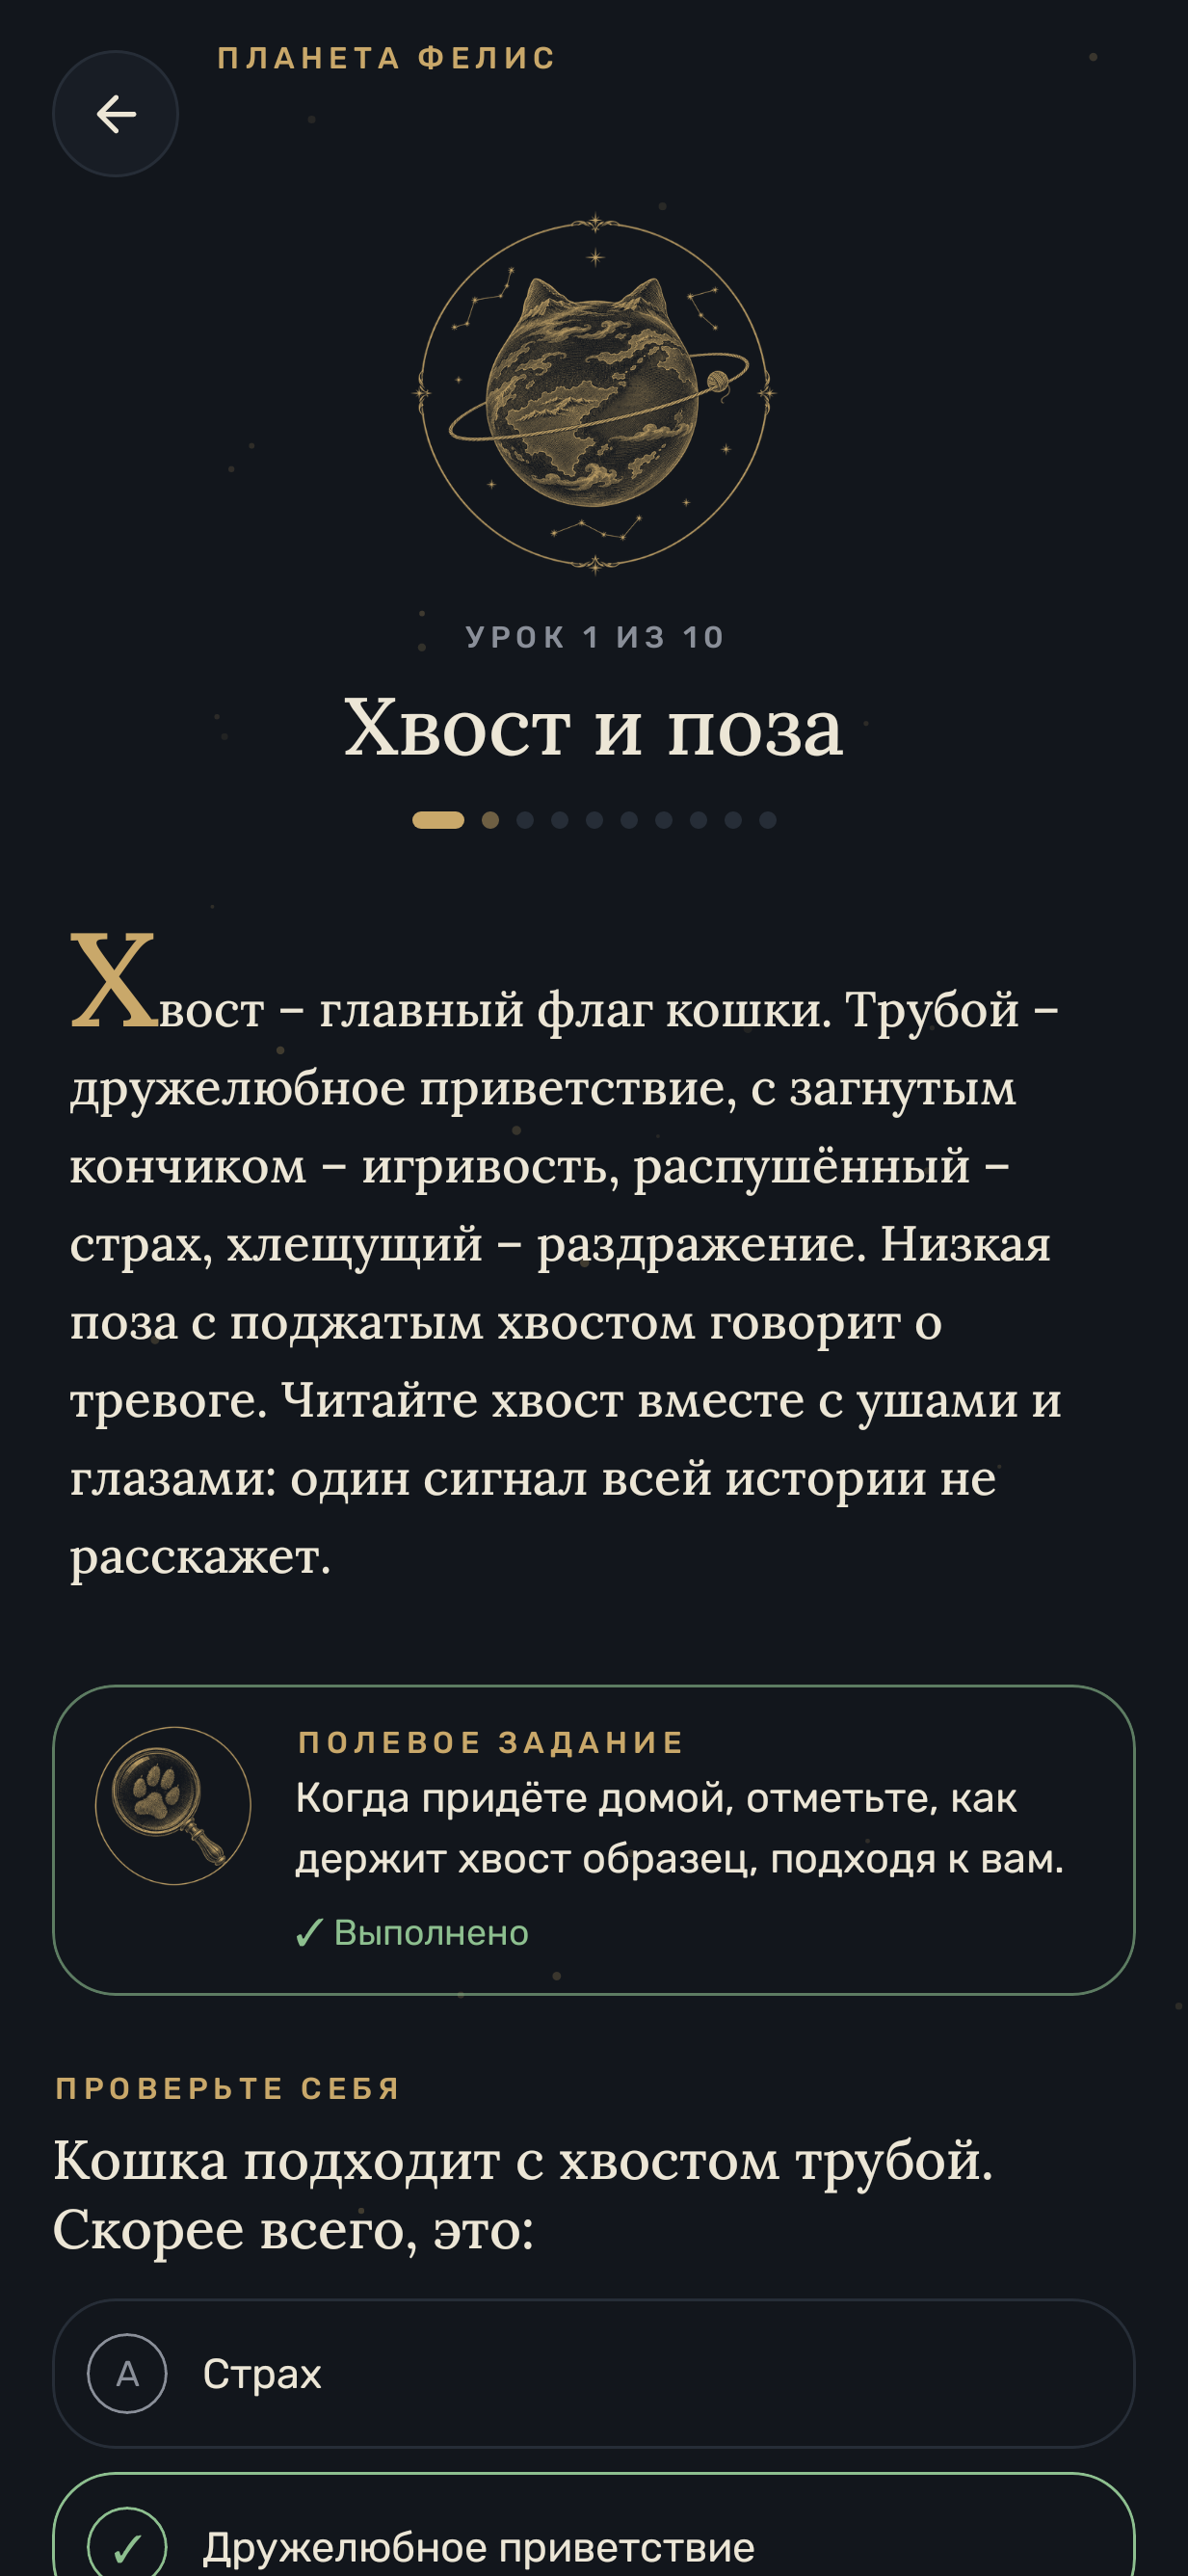 ПЛАНЕТА ФЕЛИС
УРОК 1 ИЗ 10
Хвост и поза
Хвост – главный флаг кошки. Трубой –
дружелюбное приветствие, с загнутым
кончиком – игривость, распушённый –
страх, хлещущий – раздражение. Низкая
поза с поджатым хвостом говорит о
тревоге. Читайте хвост вместе с ушами и
глазами: один сигнал всей истории не
расскажет.
ПОЛЕВОЕ ЗАДАНИЕ
Когда придёте домой, отметьте, как
держит хвост образец, подходя к вам.
✓ Выполнено
ПРОВЕРЬТЕ СЕБЯ
Кошка подходит с хвостом трубой.
Скорее всего, это:
А Страх
✓ Дружелюбное приветствие